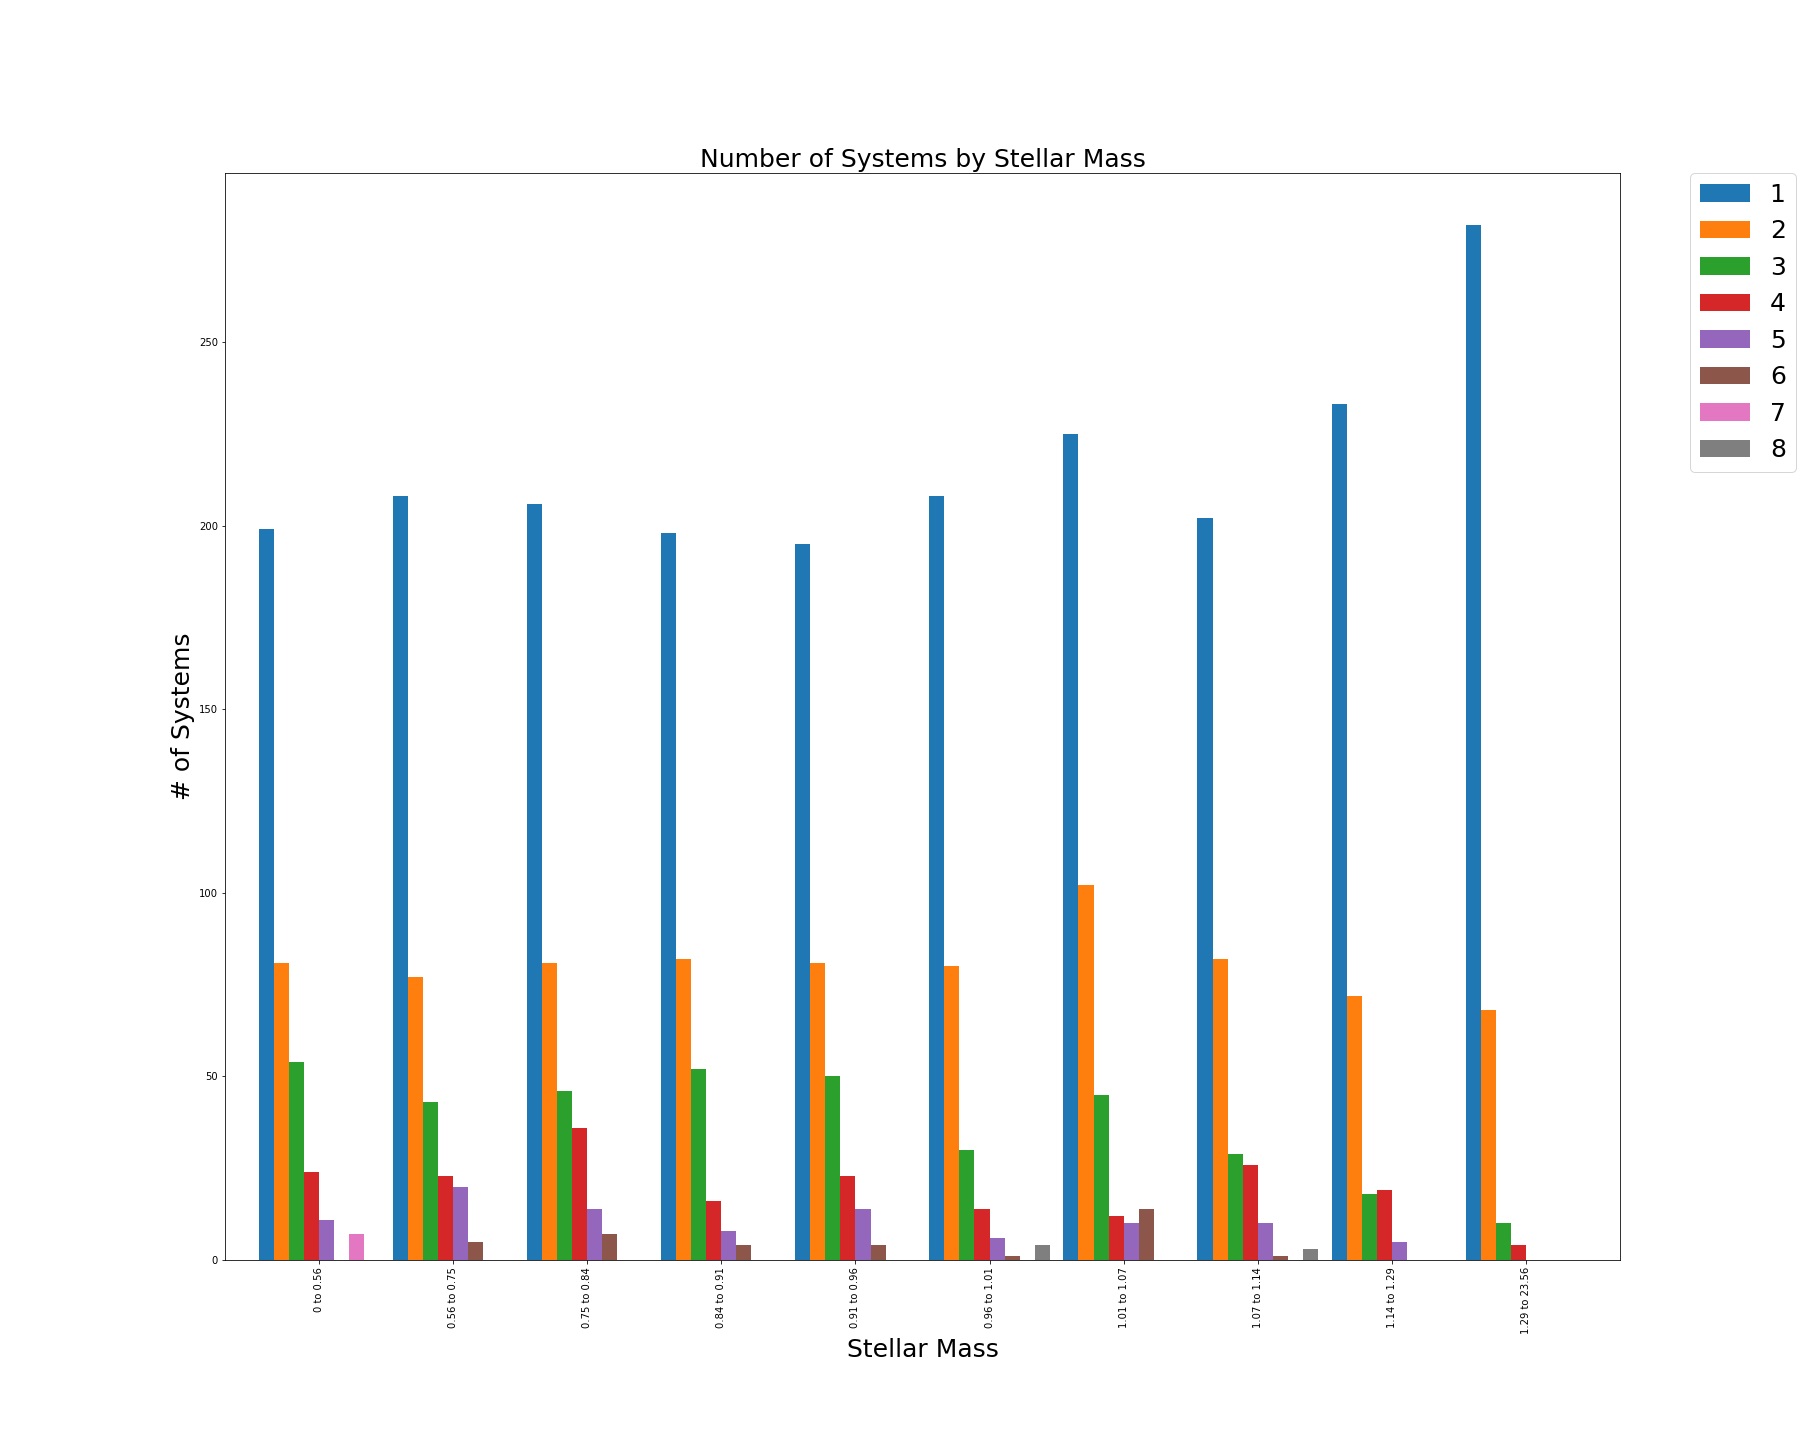 Number of Systems by Stellar Mass
1
2
3
4
5
6
7
8
# of Systems
250
200
150
100
50
0
0 to 0.56
0.56 to 0.75
0.75 to 0.84
0.84 to 0.91
0.91 to 0.96
0.96 to 1.01
1.01 to 1.07
1.07 to 1.14
1.14 to 1.29
1.29 to 23.56
Stellar Mass